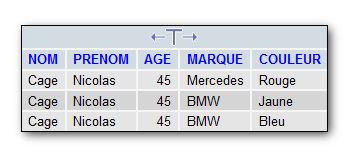 NOM PRENOM AGE MARQUE COULEUR
Cage Nicolas 45 Mercedes Rouge
Cage Nicolas 45 BMW Jaune
Cage Nicolas 45 BMW Bleu